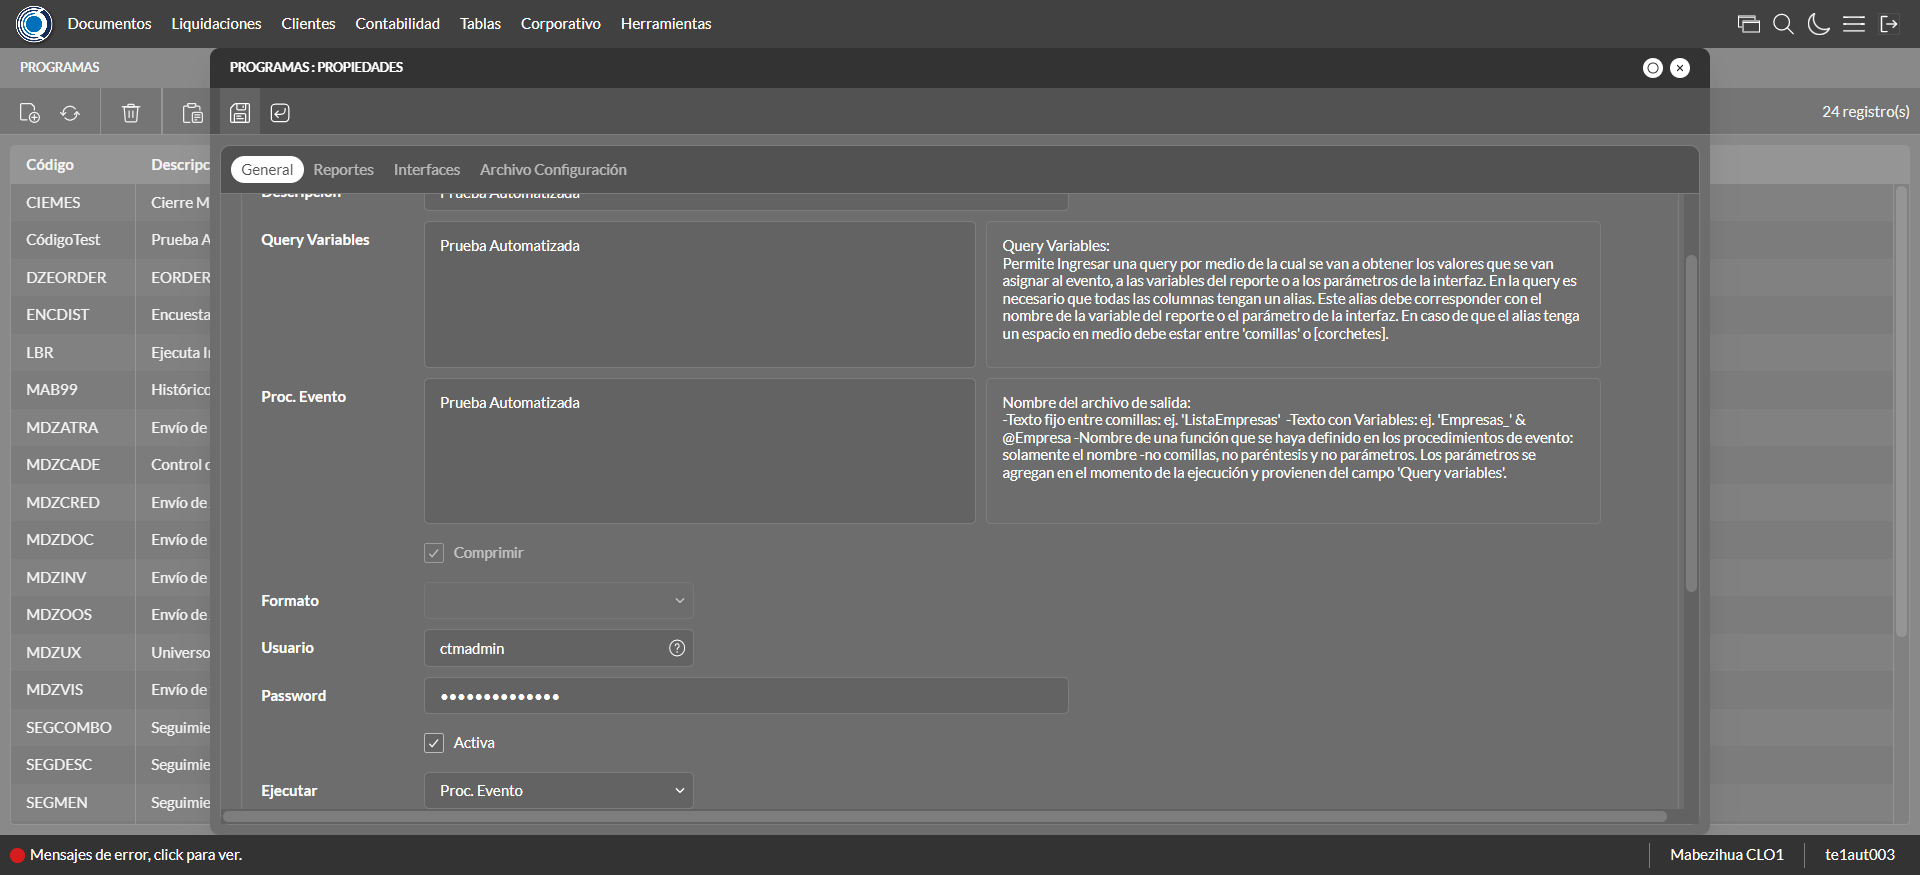 Documentos Liquidaciones Clientes Contabilidad Tablas Corporativo Herramientas
PROGRAMAS
PROGRAMAS : PROPIEDADES
24 registro(s)
Código Descripc
CIEMES Cierre M
CódigoTest Prueba A
DZEORDER EORDER
ENCDIST Encuesta
LBR Ejecuta I
MAB99 Histórico
MDZATRA Envío de
MDZCADE Control
MDZCRED Envío de
MDZDOC Envío de
MDZINV Envío de
MDZOOS Envío de
MDZUX Universo
MDZVIS Envío de
SEGCOMBO Seguimie
SEGDESC Seguimie
SEGMEN Seguimie
General Reportes Interfaces Archivo Configuración
Descripción Prueba Automatizada
Query Variables Prueba Automatizada
Query Variables:
Permite Ingresar una query por medio de la cual se van a obtener los valores que se van
asignar al evento, a las variables del reporte o a los parámetros de la interfaz. En la query es
necesario que todas las columnas tengan un alias. Este alias debe corresponder con el
nombre de la variable del reporte o el parámetro de la interfaz. En caso de que el alias tenga
un espacio en medio debe estar entre 'comillas' o [corchetes].
Proc. Evento Prueba Automatizada
Nombre del archivo de salida:
-Texto fijo entre comillas: ej. 'ListaEmpresas' -Texto con Variables: ej. 'Empresas_' &
@Empresa -Nombre de una función que se haya definido en los procedimientos de evento:
solamente el nombre -no comillas, no paréntesis y no parámetros. Los parámetros se
agregan en el momento de la ejecución y provienen del campo 'Query variables'.
Comprimir
Formato
Usuario ctmadmin
Password ••••••••••••••
Activa
Ejecutar Proc. Evento
Mensajes de error, click para ver.
Mabezihua CLO1 te1aut003